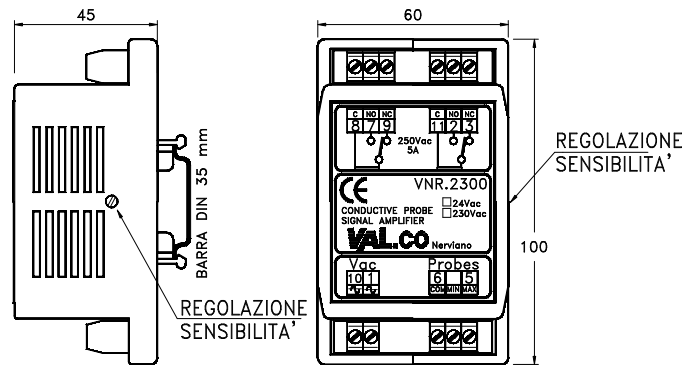 45
60
C NO NC
8 7 9
250Vac
5A
C NO NC
11 2 3
REGOLAZIONE
SENSIBILITA'
CE
VNR.2300
24Vac
230Vac
CONDUCTIVE PROBE
SIGNAL AMPLIFIER
VAL.CO Nerviano
BARRA DIN 35 mm
100
Vac
10 1
Probes
6 5
COM MIN MAX
REGOLAZIONE
SENSIBILITA'